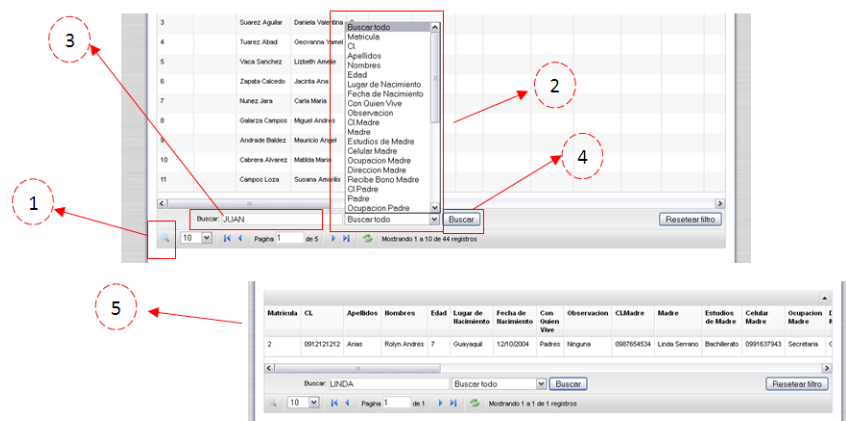 3 Suarez Aguilar Daniela Valentina
4 Tuarez Abad Geovanna Yamel
5 Vaca Sanchez Lizbeth Amelie
6 Zapata Caicedo Jacinta Ana
7 Nunez Jara Carla Maria
8 Galarza Campos Miguel Andres
9 Andrade Baldez Mauricio Angel
10 Cabrera Alvarez Matilda Maria
11 Campos Loza Susana Amorilis
Buscar todo
Matricula
CI.
Apellidos
Nombres
Edad
Lugar de Nacimiento
Fecha de Nacimiento
Con Quien Vive
Observacion
CI.Madre
Madre
Estudios de Madre
Celular Madre
Ocupacion Madre
Direccion Madre
Recibe Bono Madre
CI.Padre
Padre
Ocupacion Padre
3
2
4
1
Buscar: JUAN Buscar todo Buscar Resetear filtro
10 Pagina 1 de 5 Mostrando 1 a 10 de 44 registros
5
Matricula CI. Apellidos Nombres Edad Lugar de Nacimiento Fecha de Nacimiento Con Quien Vive Observacion CI.Madre Madre Estudios de Madre Celular Madre Ocupacion Madre
2 0912121212 Arias Rolyn Andres 7 Guayaquil 12/10/2004 Padres Ninguna 0987654534 Linda Serrano Bachillerato 0991637943 Secretaria
Buscar: LINDA Buscar todo Buscar Resetear filtro
10 Pagina 1 de 1 Mostrando 1 a 1 de 1 registros